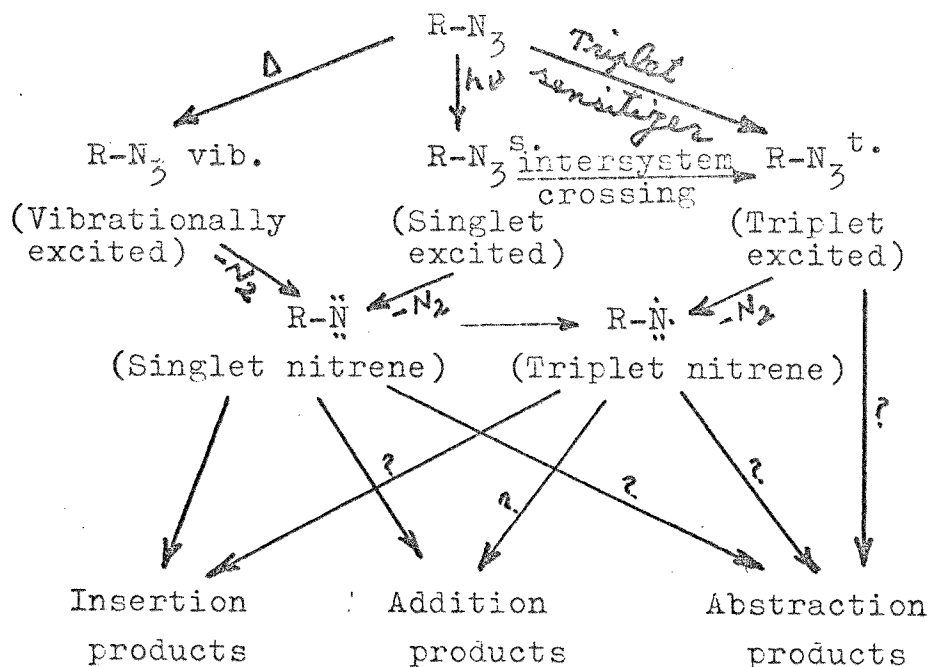 R-N₃
Δ
hν
Triplet
sensitizer
R-N₃ vib.
R-N₃ s.
intersystem
crossing
R-N₃ t.
(Vibrationally
excited)
(Singlet
excited)
(Triplet
excited)
-N₂
-N₂
-N₂
R-N̈
(Singlet nitrene)
R-Ṅ·
(Triplet nitrene)
?
?
?
?
?
Insertion
products
Addition
products
Abstraction
products